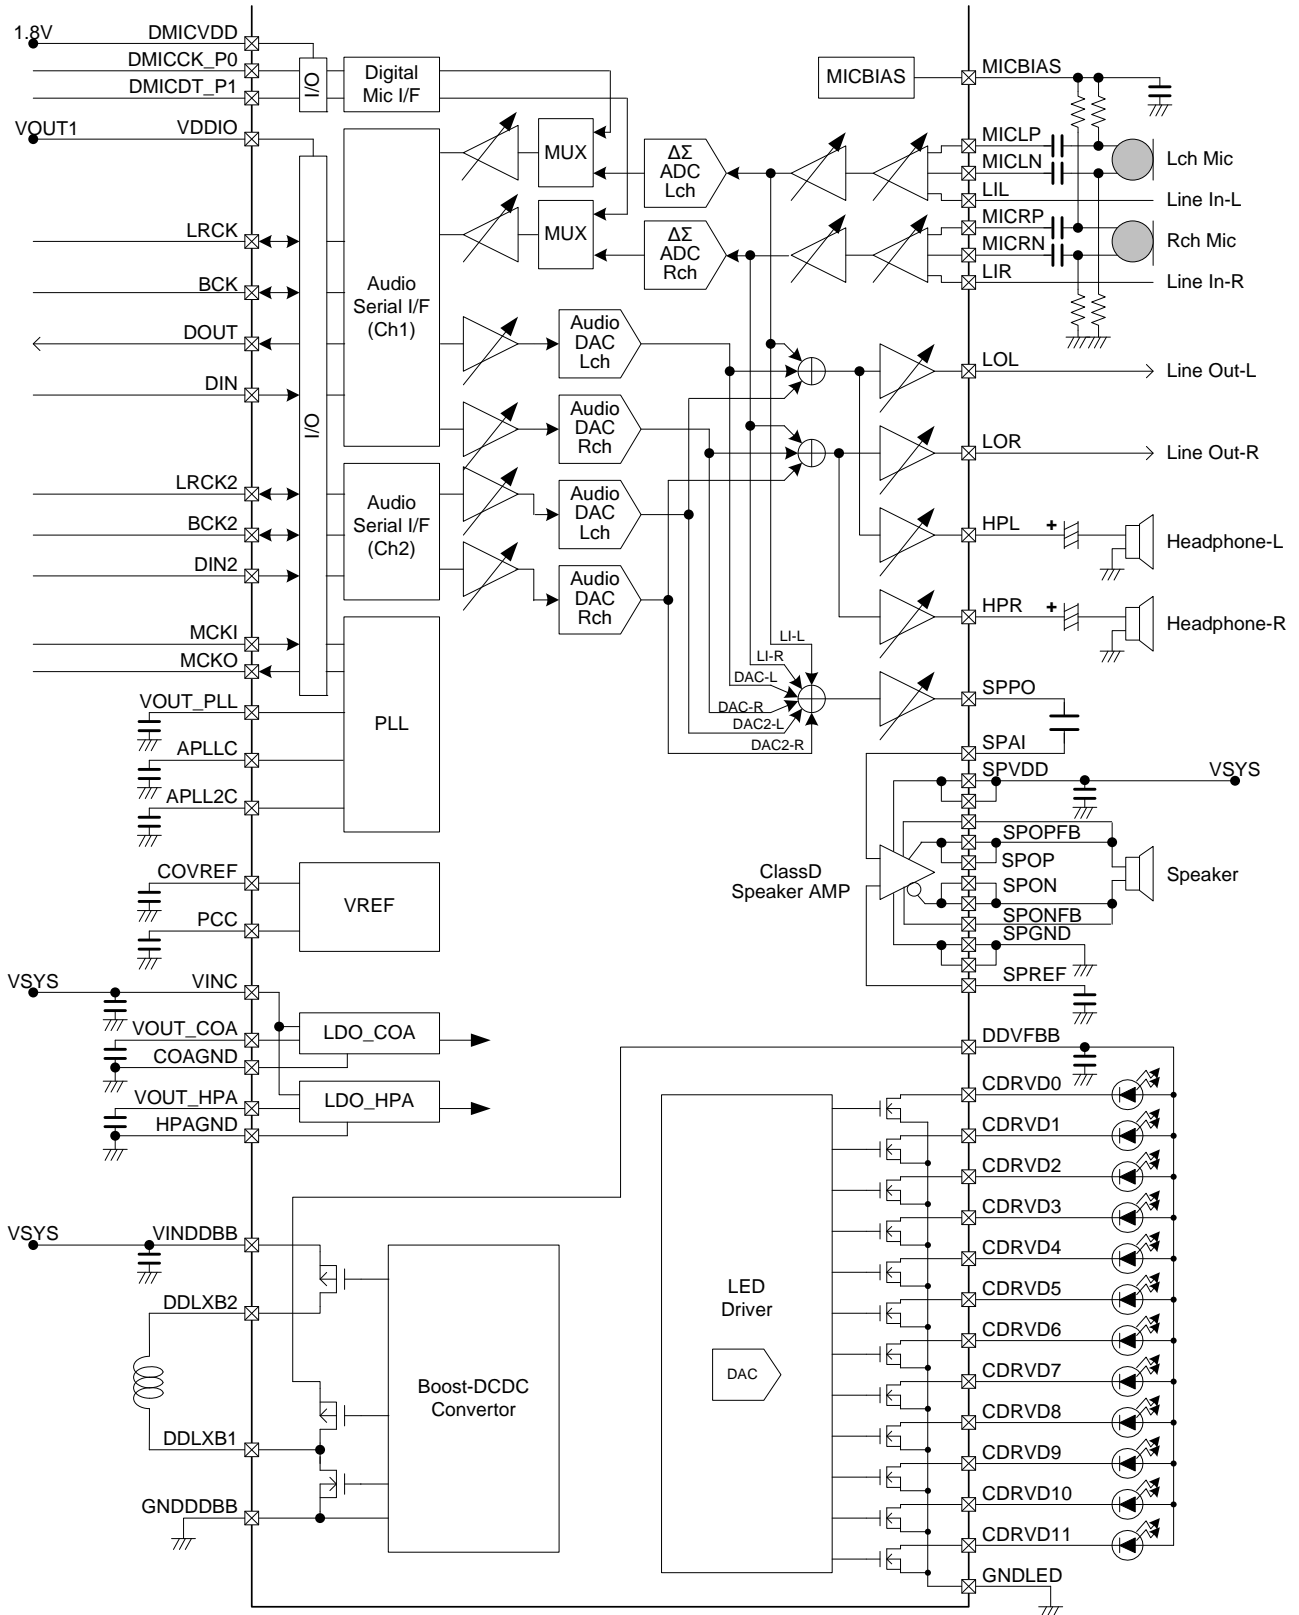 1.8V
DMICVDD
DMICCK_P0
DMICDT_P1
VOUT1
VDDIO
LRCK
BCK
DOUT
DIN
LRCK2
BCK2
DIN2
MCKI
MCKO
VOUT_PLL
APLLC
APLL2C
COVREF
PCC
VSYS
VINC
VOUT_COA
COAGND
VOUT_HPA
HPAGND
VSYS
VINDDBB
DDLXB2
DDLXB1
GNDDDBB
I/O
I/O
Digital
Mic I/F
Audio
Serial I/F
(Ch1)
Audio
Serial I/F
(Ch2)
PLL
VREF
LDO_COA
LDO_HPA
Boost-DCDC
Convertor
MUX
MUX
ΔΣ
ADC
Lch
ΔΣ
ADC
Rch
Audio
DAC
Lch
Audio
DAC
Rch
Audio
DAC
Lch
Audio
DAC
Rch
LI-L
LI-R
DAC-L
DAC-R
DAC2-L
DAC2-R
MICBIAS
ClassD
Speaker AMP
LED
Driver
DAC
MICBIAS
MICLP
MICLN
Lch Mic
LIL
Line In-L
MICRP
MICRN
Rch Mic
LIR
Line In-R
LOL
Line Out-L
LOR
Line Out-R
HPL
+
Headphone-L
HPR
+
Headphone-R
SPPO
SPAI
SPVDD
VSYS
SPOPFB
SPOP
SPON
SPONFB
Speaker
SPGND
SPREF
DDVFBB
CDRVD0
CDRVD1
CDRVD2
CDRVD3
CDRVD4
CDRVD5
CDRVD6
CDRVD7
CDRVD8
CDRVD9
CDRVD10
CDRVD11
GNDLED